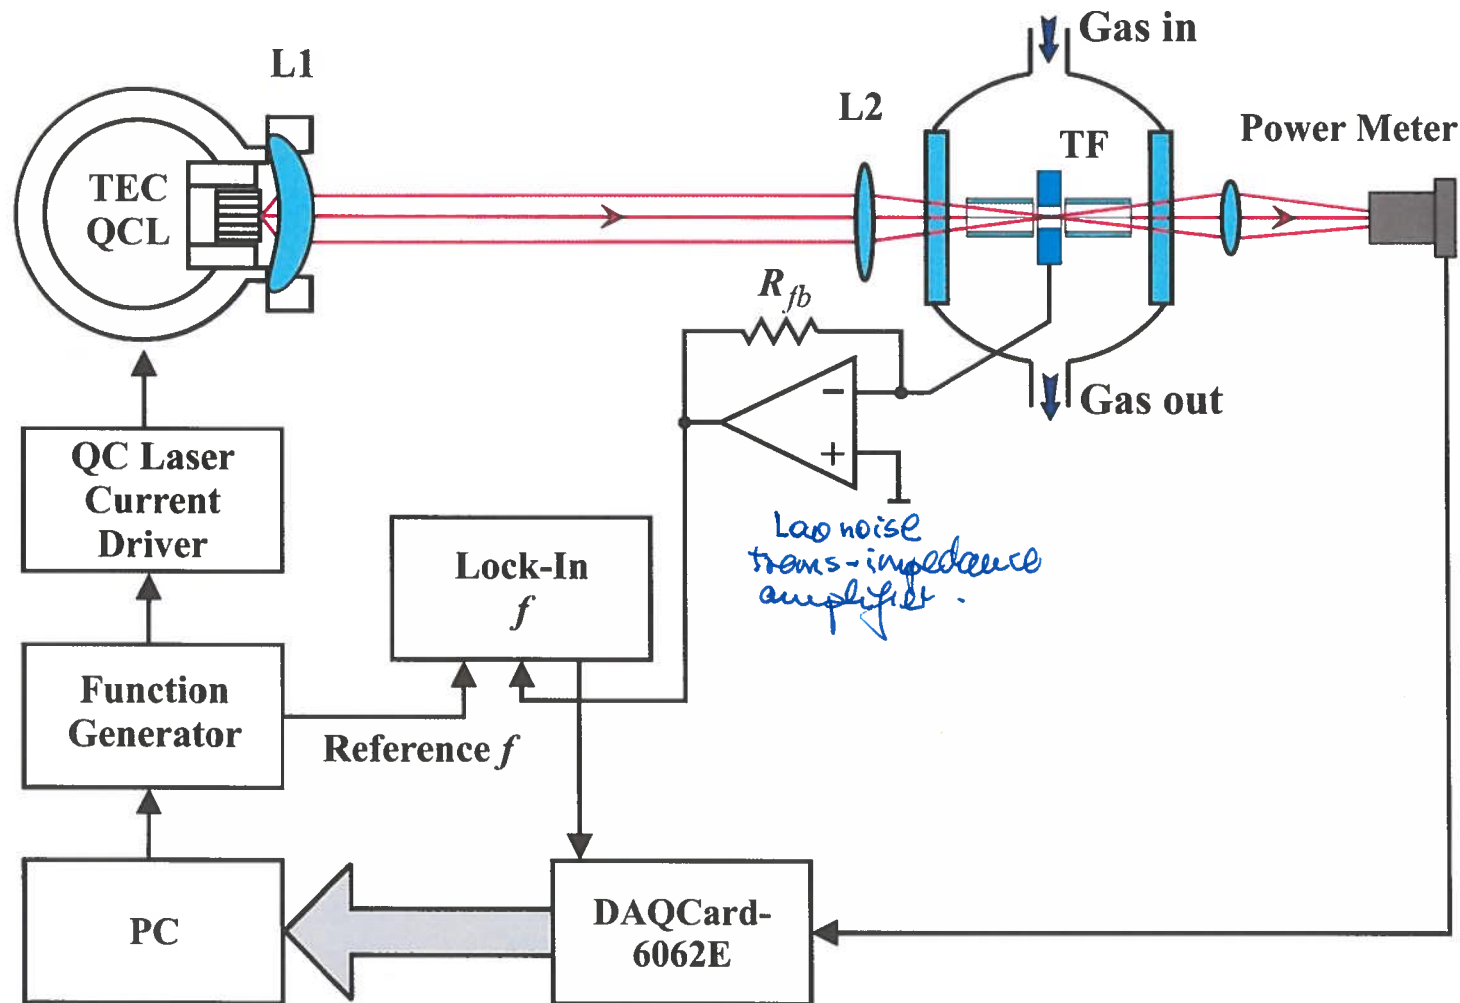 Gas in
L1
L2
TF
Power Meter
TEC
QCL
R_fb
-
+
Gas out
QC Laser
Current
Driver
Low noise
trans-impedance
amplifier.
Lock-In
f
Function
Generator
Reference f
PC
DAQCard-
6062E